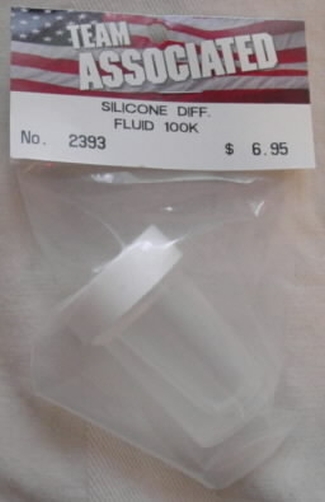 TEAM
ASSOCIATED
SILICONE DIFF.
FLUID 100K
No. 2393 $ 6.95